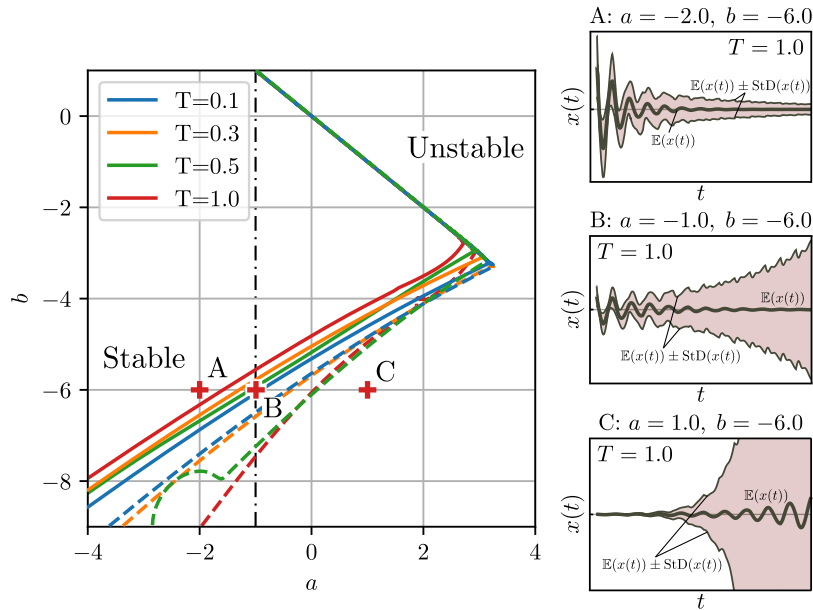 T=0.1
T=0.3
T=0.5
T=1.0
Unstable
Stable
A
B
C
0
−2
−4
−6
−8
b
−4
−2
0
2
4
a
A: a = −2.0, b = −6.0
T = 1.0
𝔼(x(t)) ± StD(x(t))
𝔼(x(t))
x(t)
t
B: a = −1.0, b = −6.0
T = 1.0
𝔼(x(t))
𝔼(x(t)) ± StD(x(t))
x(t)
t
C: a = 1.0, b = −6.0
T = 1.0
𝔼(x(t))
𝔼(x(t)) ± StD(x(t))
x(t)
t